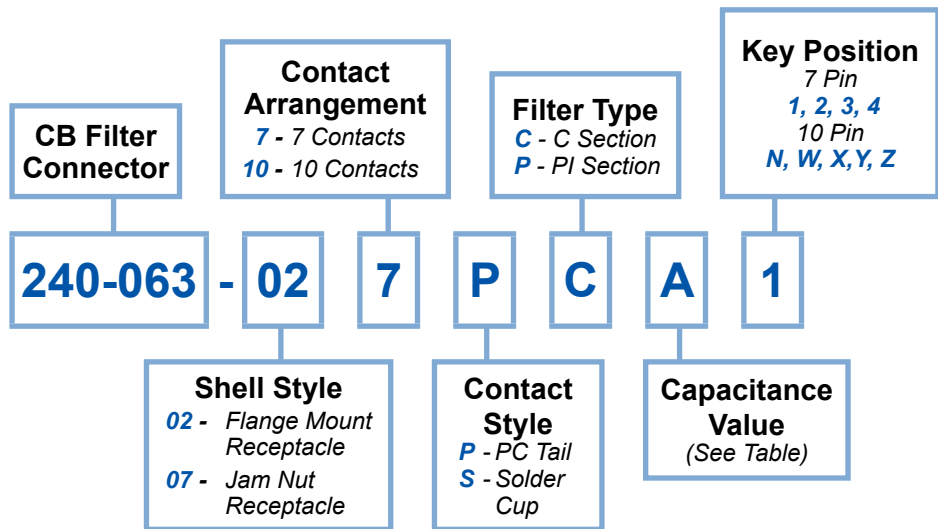 CB Filter
Connector
Contact
Arrangement
7 - 7 Contacts
10 - 10 Contacts
Filter Type
C - C Section
P - PI Section
Key Position
7 Pin
1, 2, 3, 4
10 Pin
N, W, X,Y, Z
240-063 - 02 7 P C A 1
Shell Style
02 - Flange Mount
Receptacle
07 - Jam Nut
Receptacle
Contact
Style
P - PC Tail
S - Solder
Cup
Capacitance
Value
(See Table)